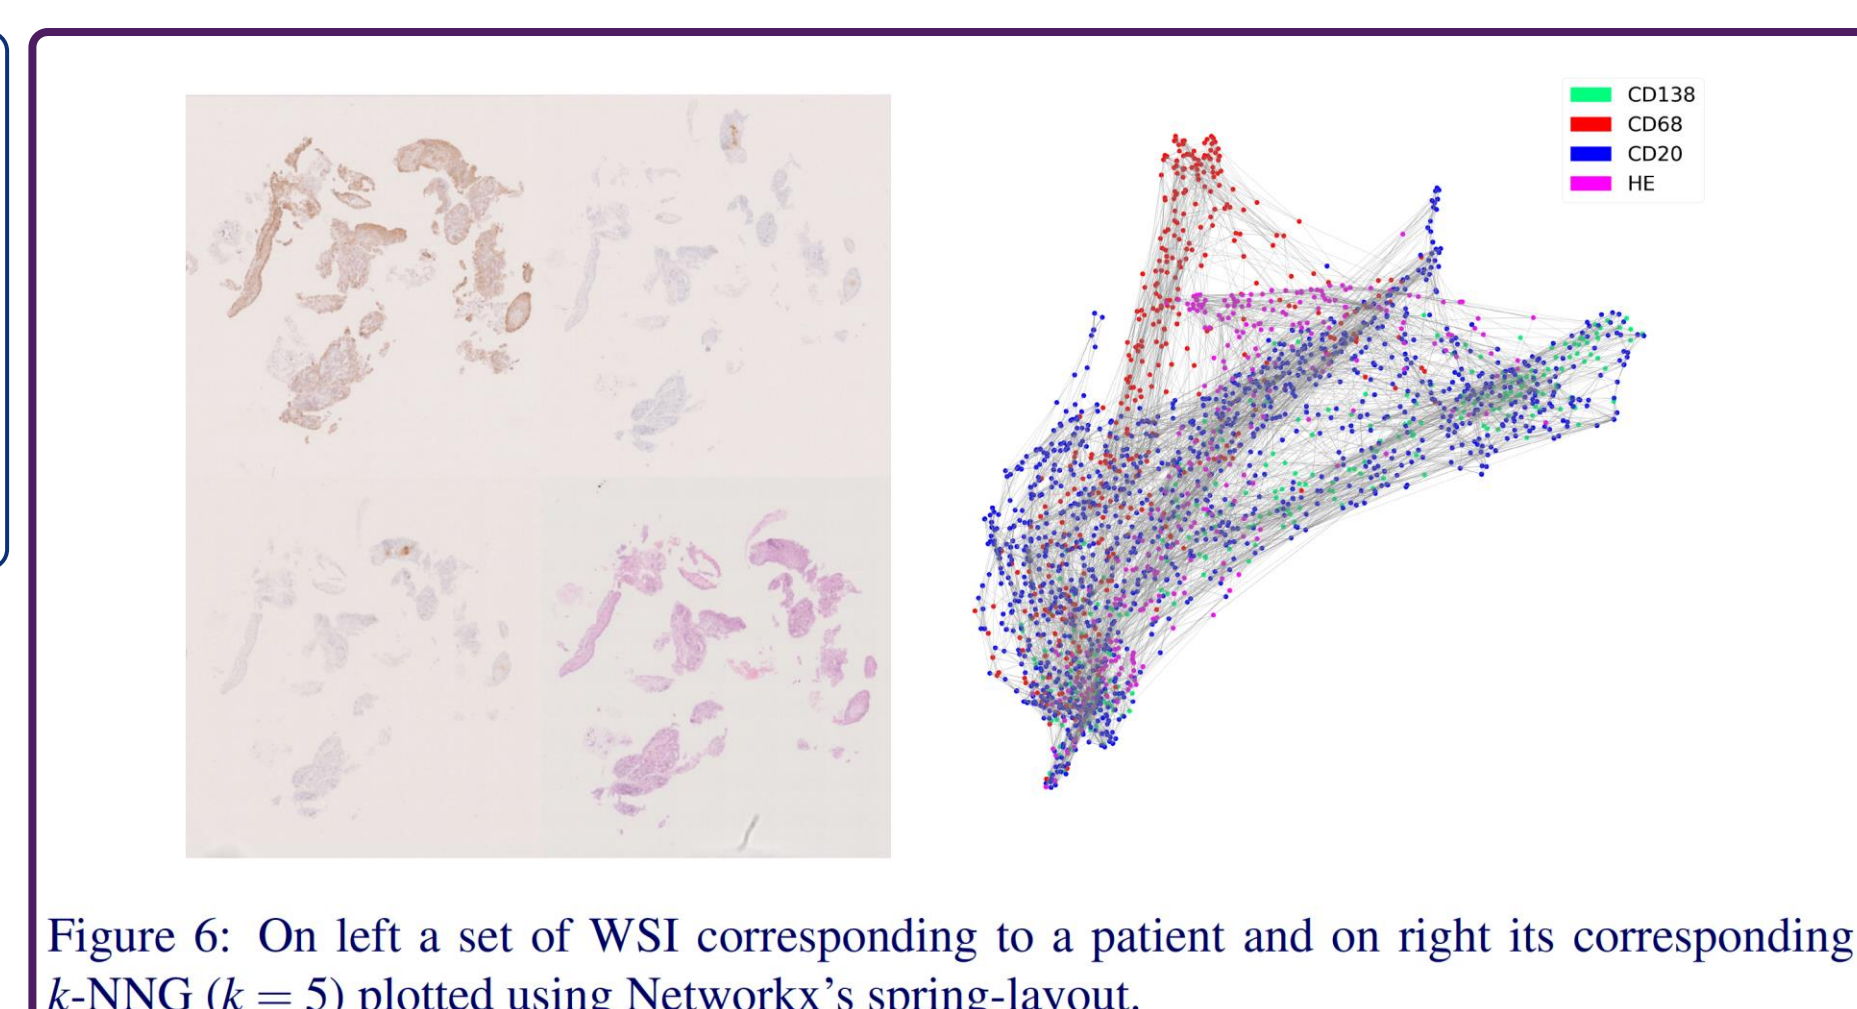 CD138
CD68
CD20
HE
Figure 6: On left a set of WSI corresponding to a patient and on right its corresponding
k-NNG (k = 5) plotted using Networkx's spring-layout.